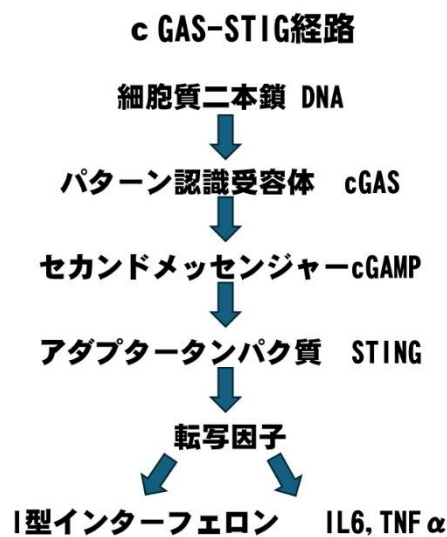 c GAS-STIG経路
細胞質二本鎖 DNA
パターン認識受容体 cGAS
セカンドメッセンジャーcGAMP
アダプタータンパク質 STING
転写因子
I型インターフェロン IL6, TNFα